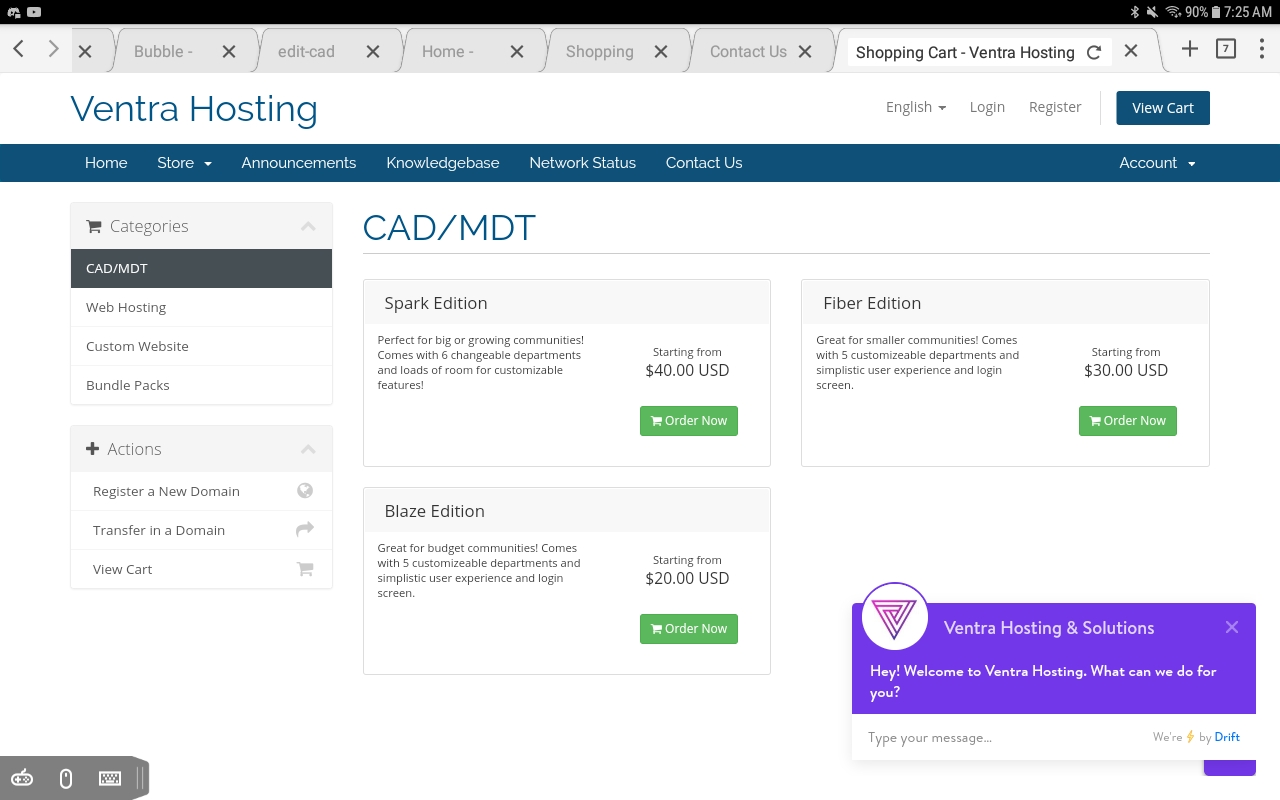 90% 7:25 AM
Bubble -
edit-cad
Home -
Shopping
Contact Us
Shopping Cart - Ventra Hosting
7
Ventra Hosting
English
Login
Register
View Cart
Home
Store
Announcements
Knowledgebase
Network Status
Contact Us
Account
Categories
CAD/MDT
Web Hosting
Custom Website
Bundle Packs
Actions
Register a New Domain
Transfer in a Domain
View Cart
CAD/MDT
Spark Edition
Perfect for big or growing communities!
Comes with 6 changeable departments
and loads of room for customizable
features!
Starting from
$40.00 USD
Order Now
Fiber Edition
Great for smaller communities! Comes
with 5 customizeable departments and
simplistic user experience and login
screen.
Starting from
$30.00 USD
Order Now
Blaze Edition
Great for budget communities! Comes
with 5 customizeable departments and
simplistic user experience and login
screen.
Starting from
$20.00 USD
Order Now
Ventra Hosting & Solutions
Hey! Welcome to Ventra Hosting. What can we do for
you?
Type your message...
We're ⚡ by Drift